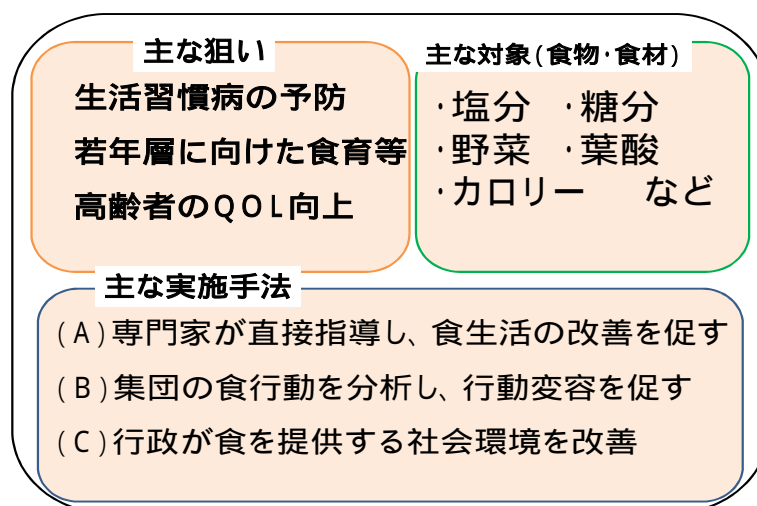 主な狙い
生活習慣病の予防
若年層に向けた食育等
高齢者のQOL向上
主な対象(食物･食材)
･塩分 ･糖分
･野菜 ･葉酸
･カロリー など
主な実施手法
(A)専門家が直接指導し、食生活の改善を促す
(B)集団の食行動を分析し、行動変容を促す
(C)行政が食を提供する社会環境を改善